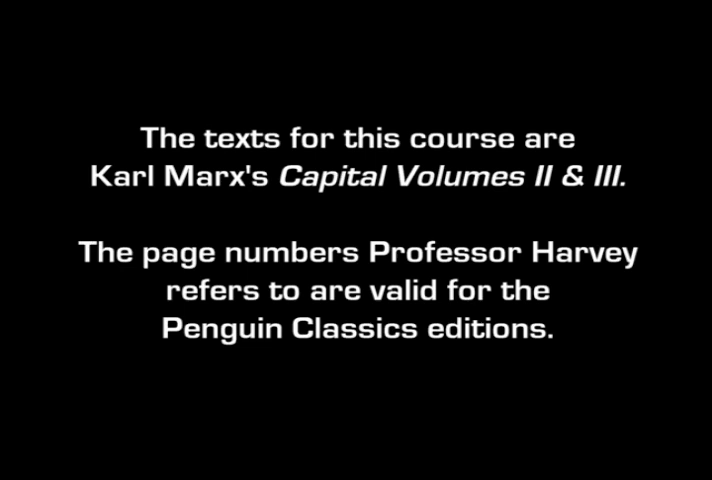 The texts for this course are
Karl Marx's Capital Volumes II & III.
The page numbers Professor Harvey
refers to are valid for the
Penguin Classics editions.